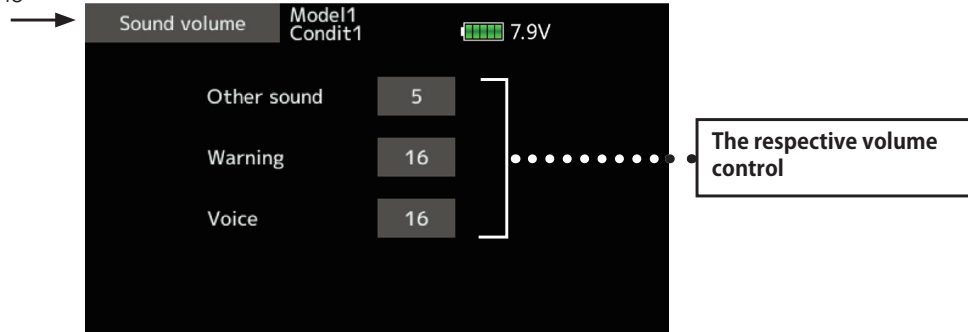 Sound volume
Model1
Condit1
7.9V
Other sound
5
Warning
16
Voice
16
The respective volume
control